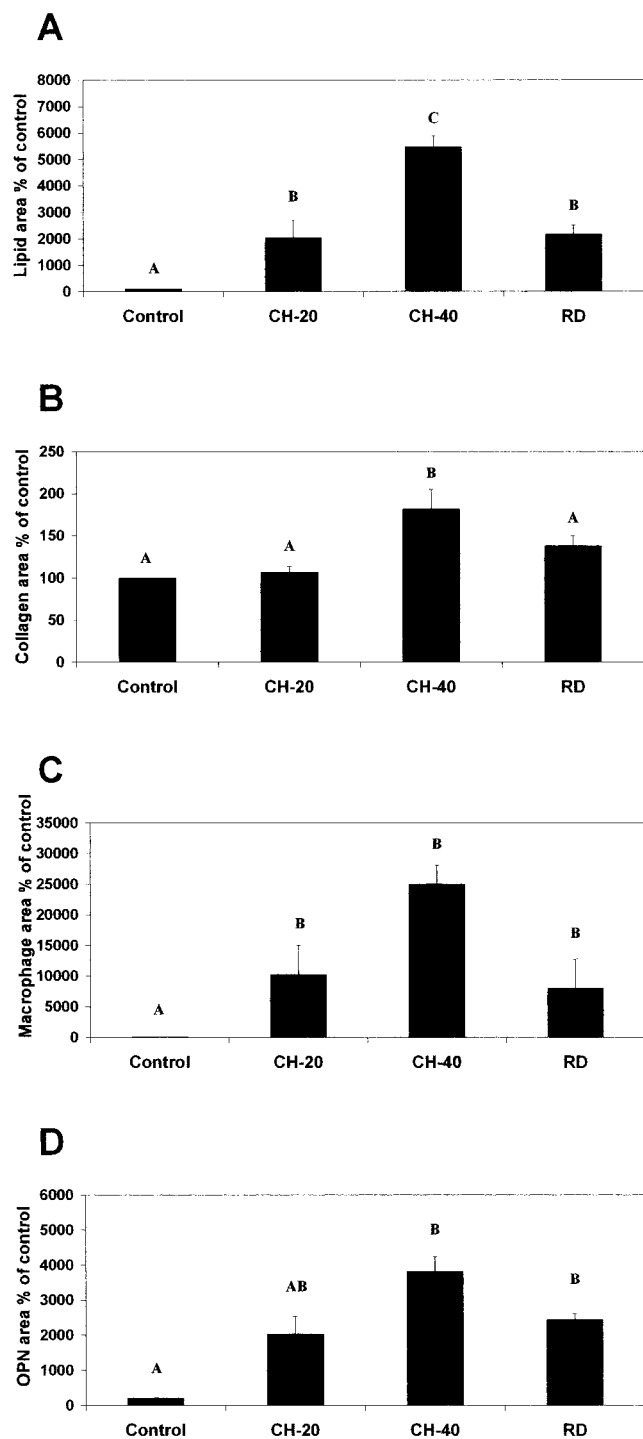 A
Lipid area % of control
8000
7000
6000
5000
4000
3000
2000
1000
0
A
B
C
B
Control CH-20 CH-40 RD
B
Collagen area % of control
250
200
150
100
50
0
A
A
B
A
Control CH-20 CH-40 RD
C
Macrophage area % of control
35000
30000
25000
20000
15000
10000
5000
0
A
B
B
B
Control CH-20 CH-40 RD
D
OPN area % of control
6000
5000
4000
3000
2000
1000
0
A
AB
B
B
Control CH-20 CH-40 RD